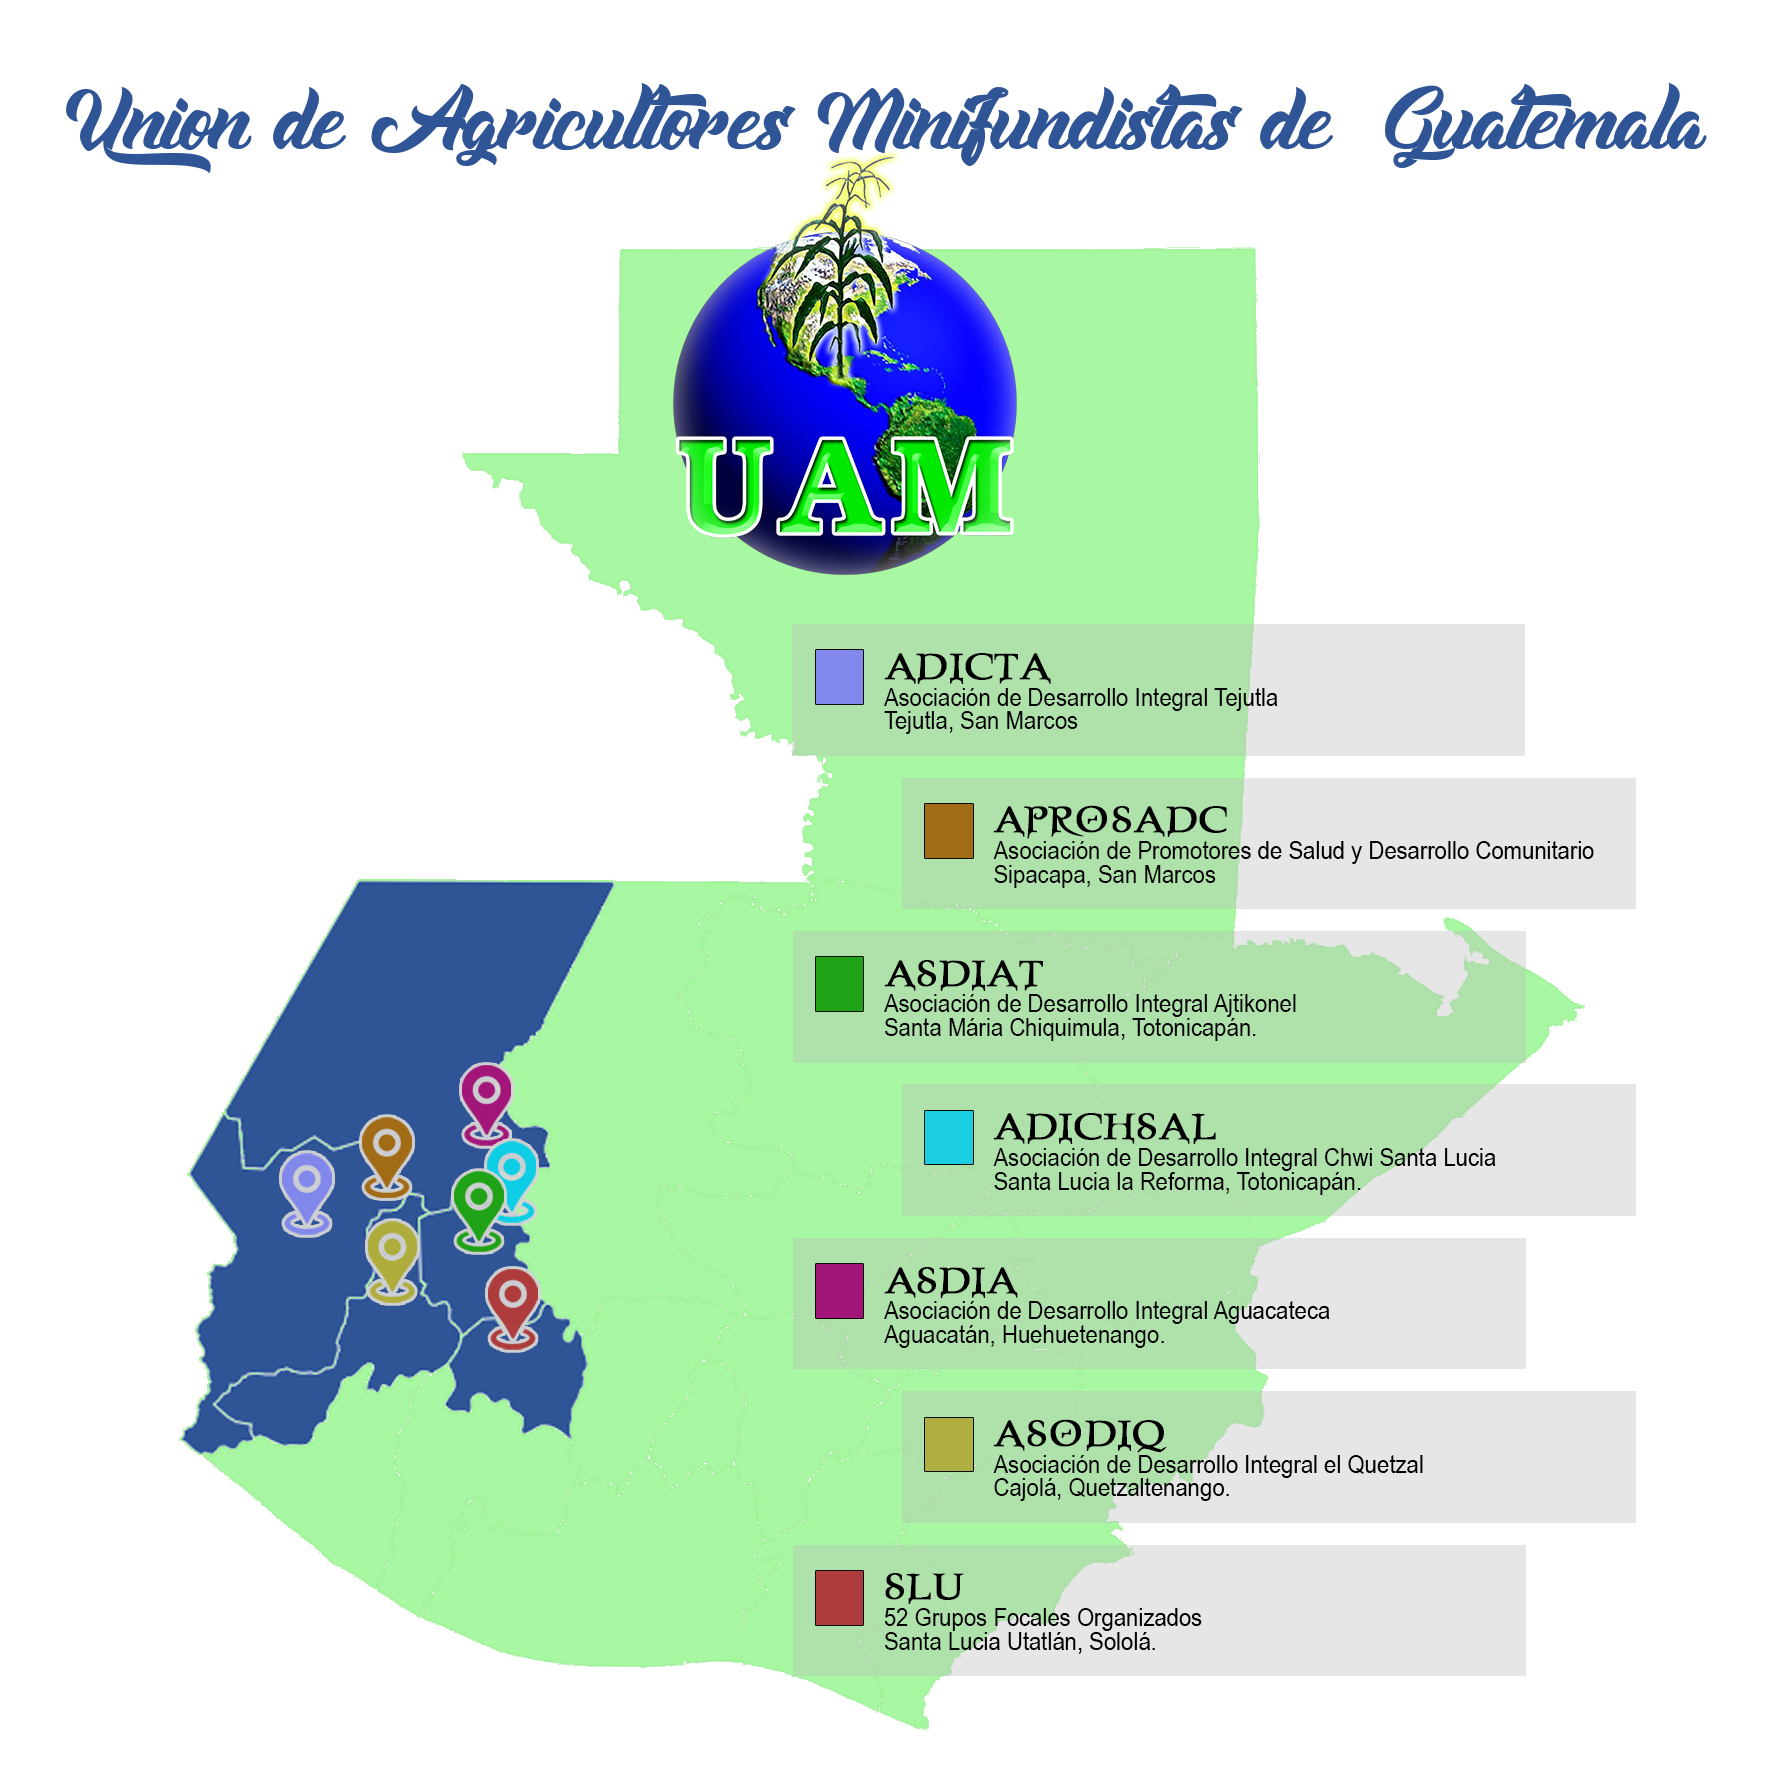 Union de Agricultores Minifundistas de Guatemala
UAM
ADICTA
Asociación de Desarrollo Integral Tejutla
Tejutla, San Marcos
APROSADC
Asociación de Promotores de Salud y Desarrollo Comunitario
Sipacapa, San Marcos
ASDIAT
Asociación de Desarrollo Integral Ajtikonel
Santa Mária Chiquimula, Totonicapán.
ADICHSAL
Asociación de Desarrollo Integral Chwi Santa Lucia
Santa Lucia la Reforma, Totonicapán.
ASDIA
Asociación de Desarrollo Integral Aguacateca
Aguacatán, Huehuetenango.
ASODIQ
Asociación de Desarrollo Integral el Quetzal
Cajolá, Quetzaltenango.
SLU
52 Grupos Focales Organizados
Santa Lucia Utatlán, Sololá.